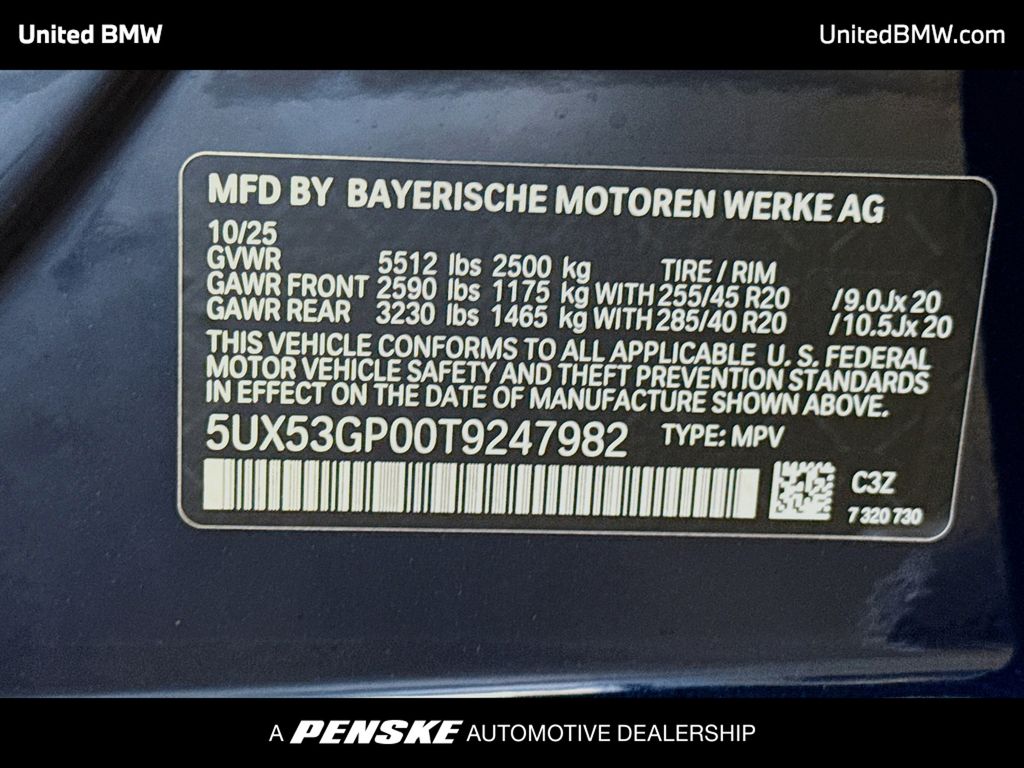 United BMW
UnitedBMW.com
MFD BY BAYERISCHE MOTOREN WERKE AG
10/25
GVWR 5512 lbs 2500 kg TIRE / RIM
GAWR FRONT 2590 lbs 1175 kg WITH 255/45 R20 /9.0Jx 20
GAWR REAR 3230 lbs 1465 kg WITH 285/40 R20 /10.5Jx 20
THIS VEHICLE CONFORMS TO ALL APPLICABLE U. S. FEDERAL
MOTOR VEHICLE SAFETY AND THEFT PREVENTION STANDARDS
IN EFFECT ON THE DATE OF MANUFACTURE SHOWN ABOVE.
5UX53GP00T9247982 TYPE: MPV
C3Z
7 320 730
A PENSKE AUTOMOTIVE DEALERSHIP